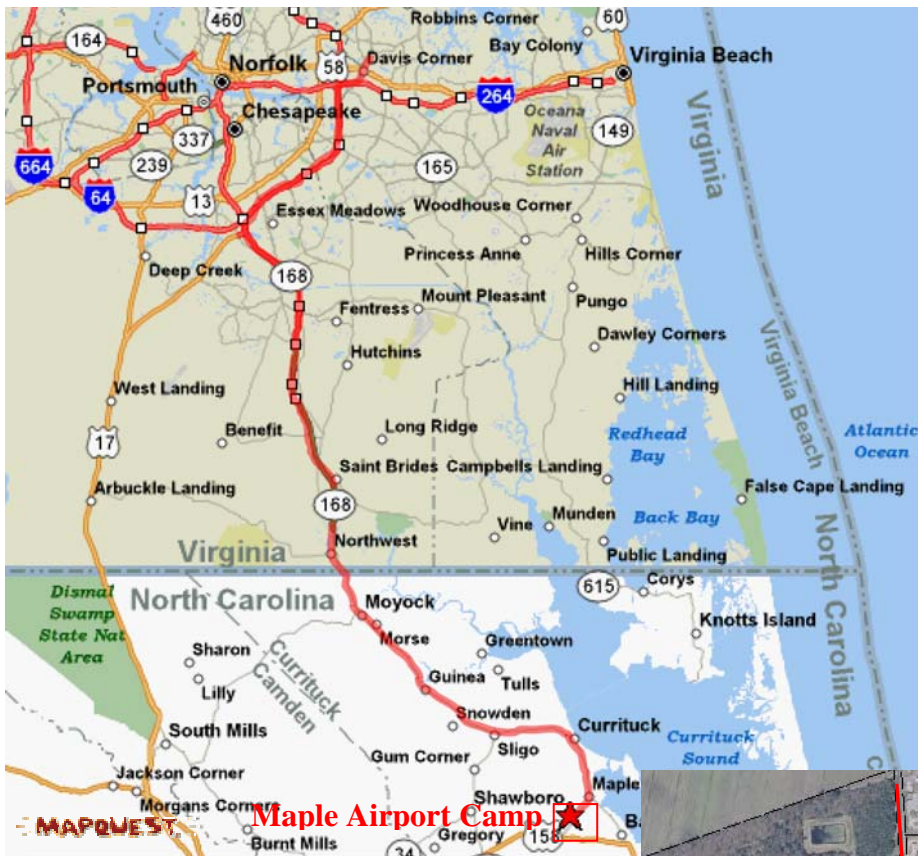 460
Robbins Corner
60
164
Bay Colony
Norfolk
58
Davis Corner
Virginia Beach
Portsmouth
264
Chesapeake
Oceana
Naval
Air
Station
149
Virginia
337
664
239
165
64
13
Essex Meadows
Woodhouse Corner
Princess Anne
Hills Corner
Deep Creek
168
Mount Pleasant
Pungo
Fentress
Dawley Corners
Virginia Beach
Hutchins
West Landing
Hill Landing
17
Benefit
Long Ridge
Redhead
Bay
Atlantic
Ocean
Saint Brides
Campbells Landing
Arbuckle Landing
False Cape Landing
168
Munden
Back Bay
Vine
North Carolina
Northwest
Virginia
Public Landing
615
Corys
Dismal
Swamp
State Nat
Area
North Carolina
Moyock
Morse
Knotts Island
North Carolina
Greentown
Sharon
Currituck
Camden
Tulls
Lilly
Guinea
Snowden
South Mills
Sligo
Currituck
Currituck
Sound
Gum Corner
Jackson Corner
Maple
Morgans Corners
Shawboro
MAPQUEST
Maple Airport Camp
158
Burnt Mills
34
Gregory